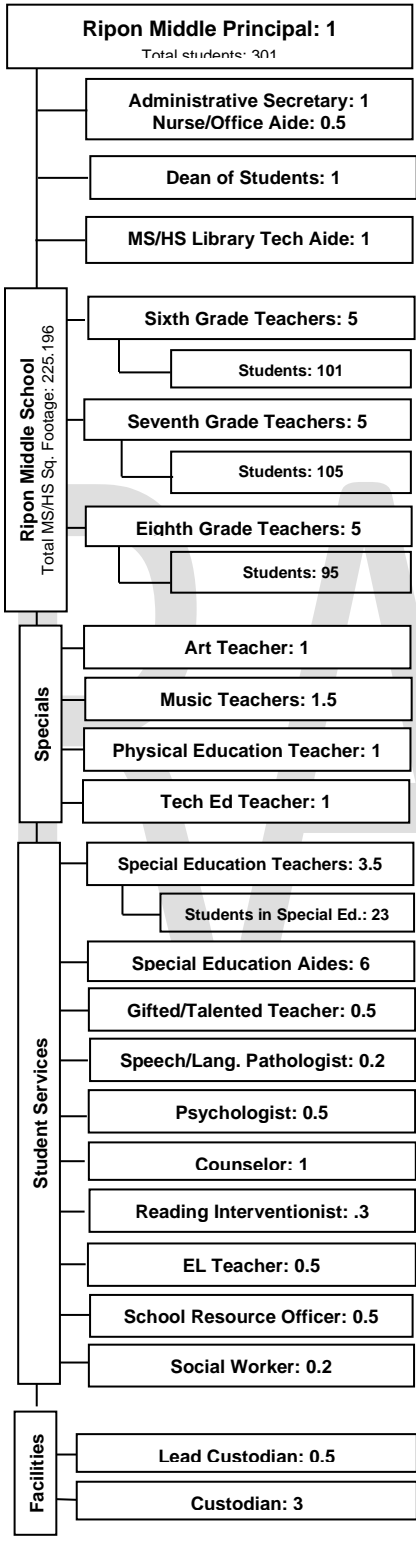 Ripon Middle Principal: 1
Total students: 301
Administrative Secretary: 1
Nurse/Office Aide: 0.5
Dean of Students: 1
MS/HS Library Tech Aide: 1
Ripon Middle School
Total MS/HS Sq. Footage: 225.196
Sixth Grade Teachers: 5
Students: 101
Seventh Grade Teachers: 5
Students: 105
Eighth Grade Teachers: 5
Students: 95
Specials
Art Teacher: 1
Music Teachers: 1.5
Physical Education Teacher: 1
Tech Ed Teacher: 1
Student Services
Special Education Teachers: 3.5
Students in Special Ed.: 23
Special Education Aides: 6
Gifted/Talented Teacher: 0.5
Speech/Lang. Pathologist: 0.2
Psychologist: 0.5
Counselor: 1
Reading Interventionist: .3
EL Teacher: 0.5
School Resource Officer: 0.5
Social Worker: 0.2
Facilities
Lead Custodian: 0.5
Custodian: 3